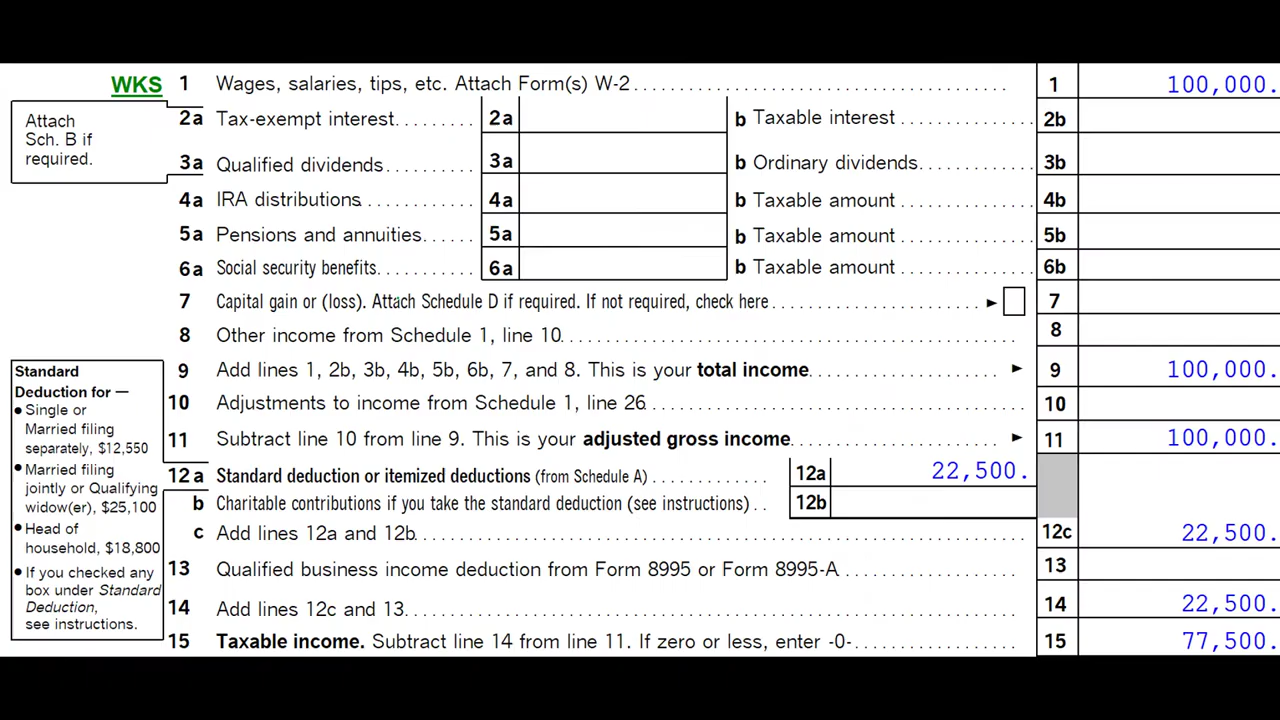 WKS 1 Wages, salaries, tips, etc. Attach Form(s) W-2 1 100,000.
Attach
Sch. B if
required.
2a Tax-exempt interest 2a b Taxable interest 2b
3a Qualified dividends 3a b Ordinary dividends 3b
4a IRA distributions 4a b Taxable amount 4b
5a Pensions and annuities 5a b Taxable amount 5b
6a Social security benefits 6a b Taxable amount 6b
7 Capital gain or (loss). Attach Schedule D if required. If not required, check here ► 7
8 Other income from Schedule 1, line 10 8
9 Add lines 1, 2b, 3b, 4b, 5b, 6b, 7, and 8. This is your total income ► 9 100,000.
10 Adjustments to income from Schedule 1, line 26 10
11 Subtract line 10 from line 9. This is your adjusted gross income ► 11 100,000.
Standard
Deduction for —
• Single or
Married filing
separately, $12,550
• Married filing
jointly or Qualifying
widow(er), $25,100
• Head of
household, $18,800
• If you checked any
box under Standard
Deduction,
see instructions.
12a Standard deduction or itemized deductions (from Schedule A) 12a 22,500.
b Charitable contributions if you take the standard deduction (see instructions) 12b
c Add lines 12a and 12b 12c 22,500.
13 Qualified business income deduction from Form 8995 or Form 8995-A 13
14 Add lines 12c and 13 14 22,500.
15 Taxable income. Subtract line 14 from line 11. If zero or less, enter -0- 15 77,500.